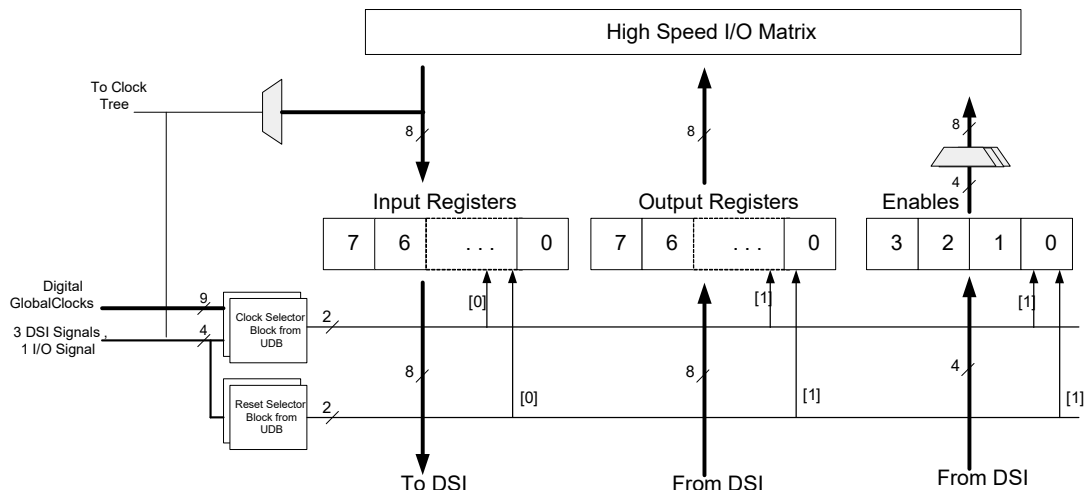 High Speed I/O Matrix
To Clock
Tree
8
8
8
4
Input Registers
Output Registers
Enables
7 6 . . . 0
7 6 . . . 0
3 2 1 0
Digital
GlobalClocks
9
3 DSI Signals ,
1 I/O Signal
4
Clock Selector
Block from
UDB
2
[0]
[1]
[1]
8
8
4
Reset Selector
Block from
UDB
2
[0]
[1]
[1]
To DSI
From DSI
From DSI